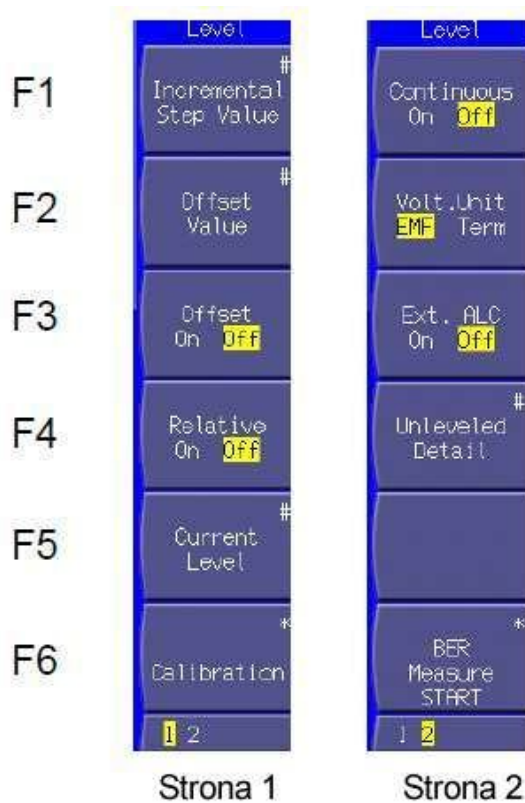 Level
F1
#
Incremental
Step Value
F2
#
Offset
Value
F3
Offset
On Off
F4
Relative
On Off
F5
#
Current
Level
F6
*
Calibration
1 2
Strona 1
Level
Continuous
On Off
Volt.Unit
EMF Term
Ext. ALC
On Off
#
Unleveled
Detail
*
BER
Measure
START
1 2
Strona 2